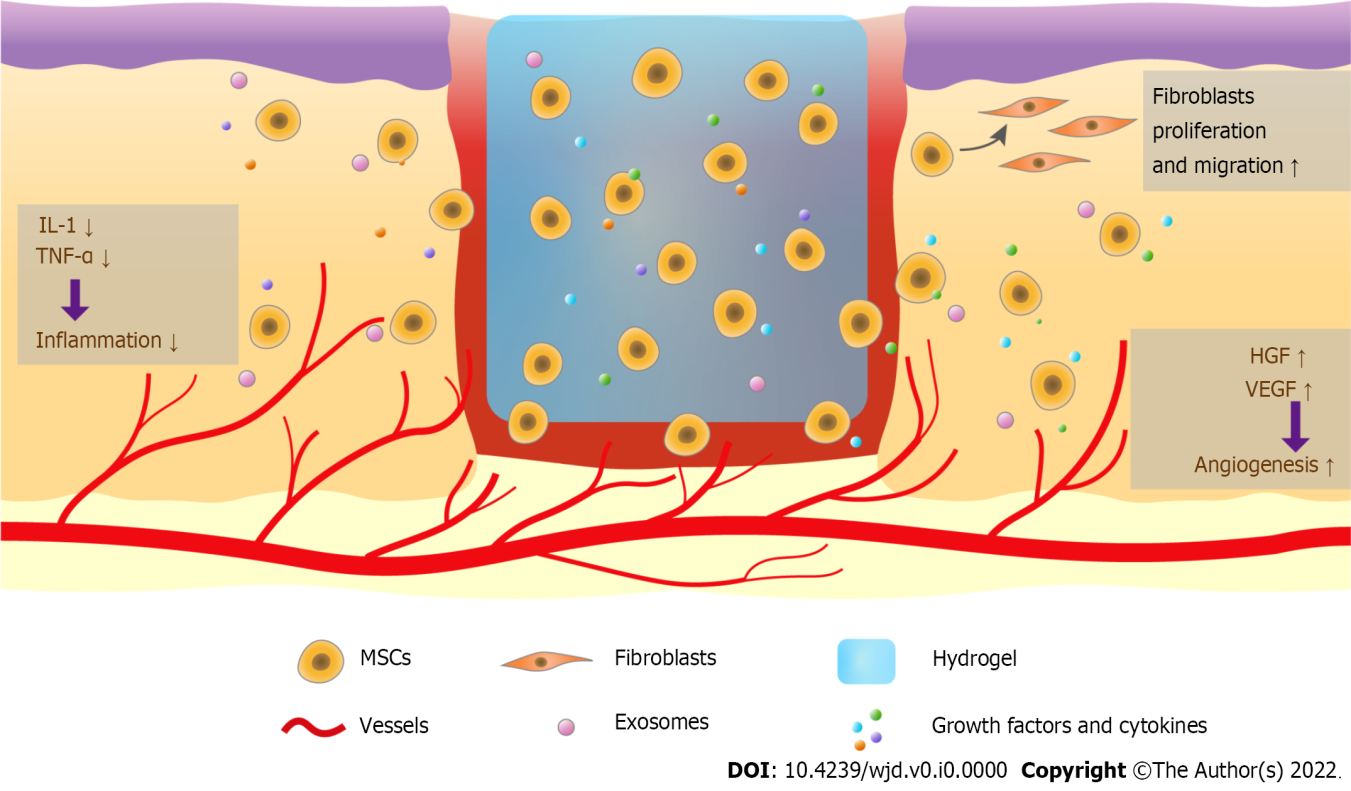 Fibroblasts
proliferation
and migration ↑
IL-1 ↓
TNF-α ↓
Inflammation ↓
HGF ↑
VEGF ↑
Angiogenesis ↑
MSCs
Fibroblasts
Hydrogel
Vessels
Exosomes
Growth factors and cytokines
DOI: 10.4239/wjd.v0.i0.0000 Copyright ©The Author(s) 2022.